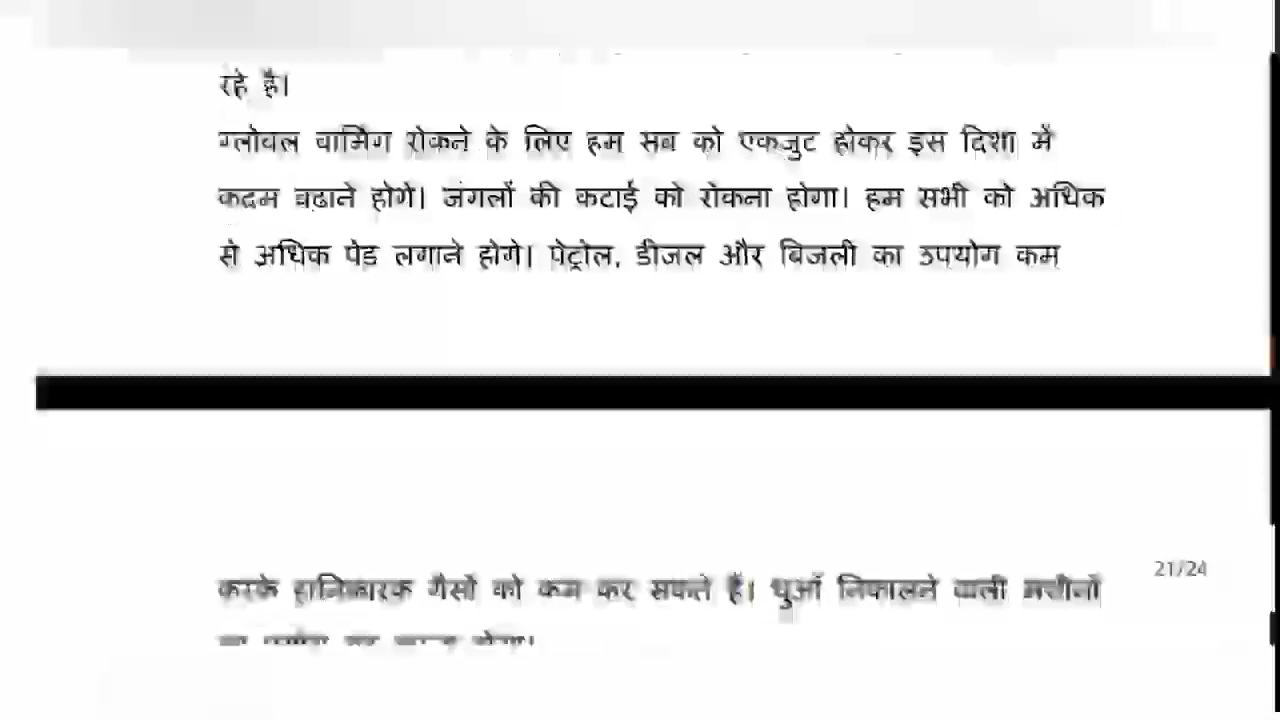 रहे है।
ग्लोबल वार्मिंग रोकने के लिए हम सब को एकजुट होकर इस दिशा में
कदम बढाने होगे। जंगलों की कटाई को रोकना होगा। हम सभी को अधिक
से अधिक पेड लगाने होगे। पेट्रोल, डीजल और बिजली का उपयोग कम
21/24
करके हानिकारक गैसों को कम कर सकते है। धुआँ निकालने वाली मशीनों